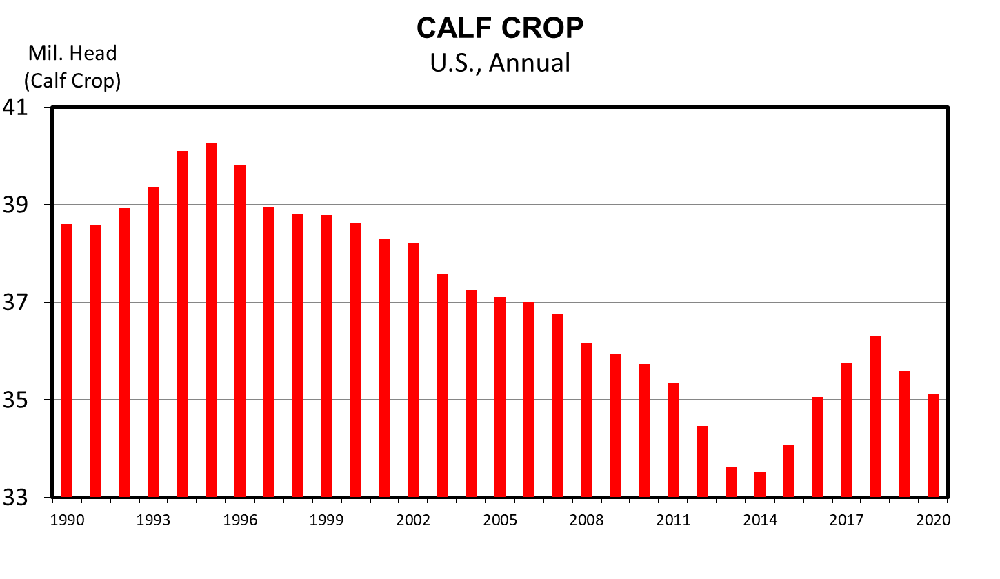 CALF CROP
U.S., Annual
Mil. Head
(Calf Crop)
41
39
37
35
33
1990 1993 1996 1999 2002 2005 2008 2011 2014 2017 2020